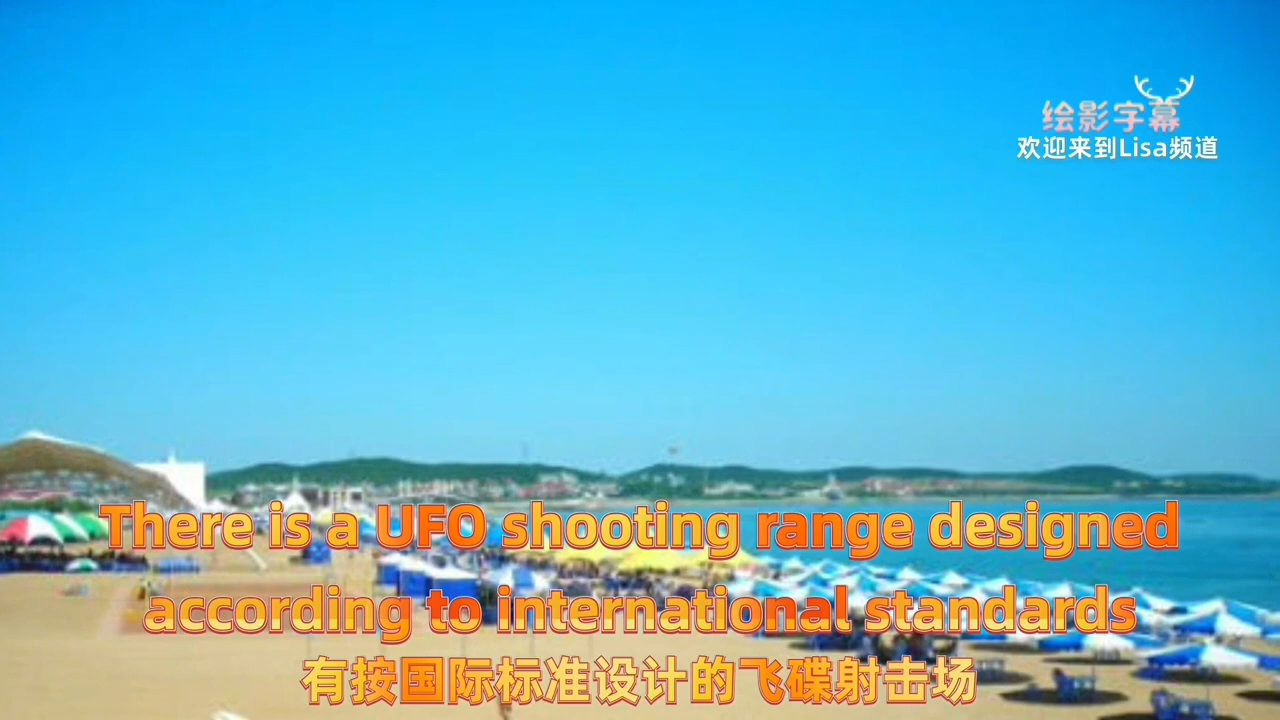 绘影字幕
欢迎来到Lisa频道
There is a UFO shooting range designed
according to international standards
有按国际标准设计的飞碟射击场